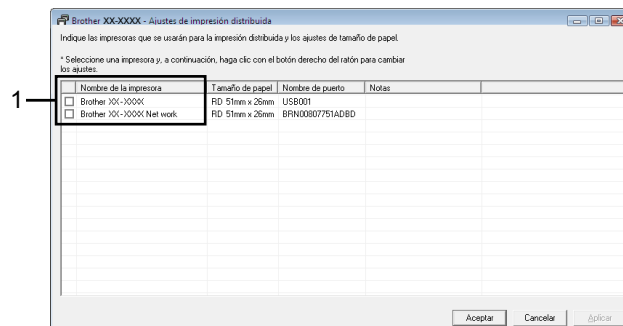 Brother XX-XXXX - Ajustes de impresión distribuida
Indique las impresoras que se usarán para la impresión distribuida y los ajustes de tamaño de papel.
* Seleccione una impresora y, a continuación, haga clic con el botón derecho del ratón para cambiar
los ajustes.
1
Nombre de la impresora Tamaño de papel Nombre de puerto Notas
Brother XX-XXXX RD 51mm x 26mm USB001
Brother XX-XXXX Net work RD 51mm x 26mm BRN00807751ADBD
Aceptar Cancelar Aplicar